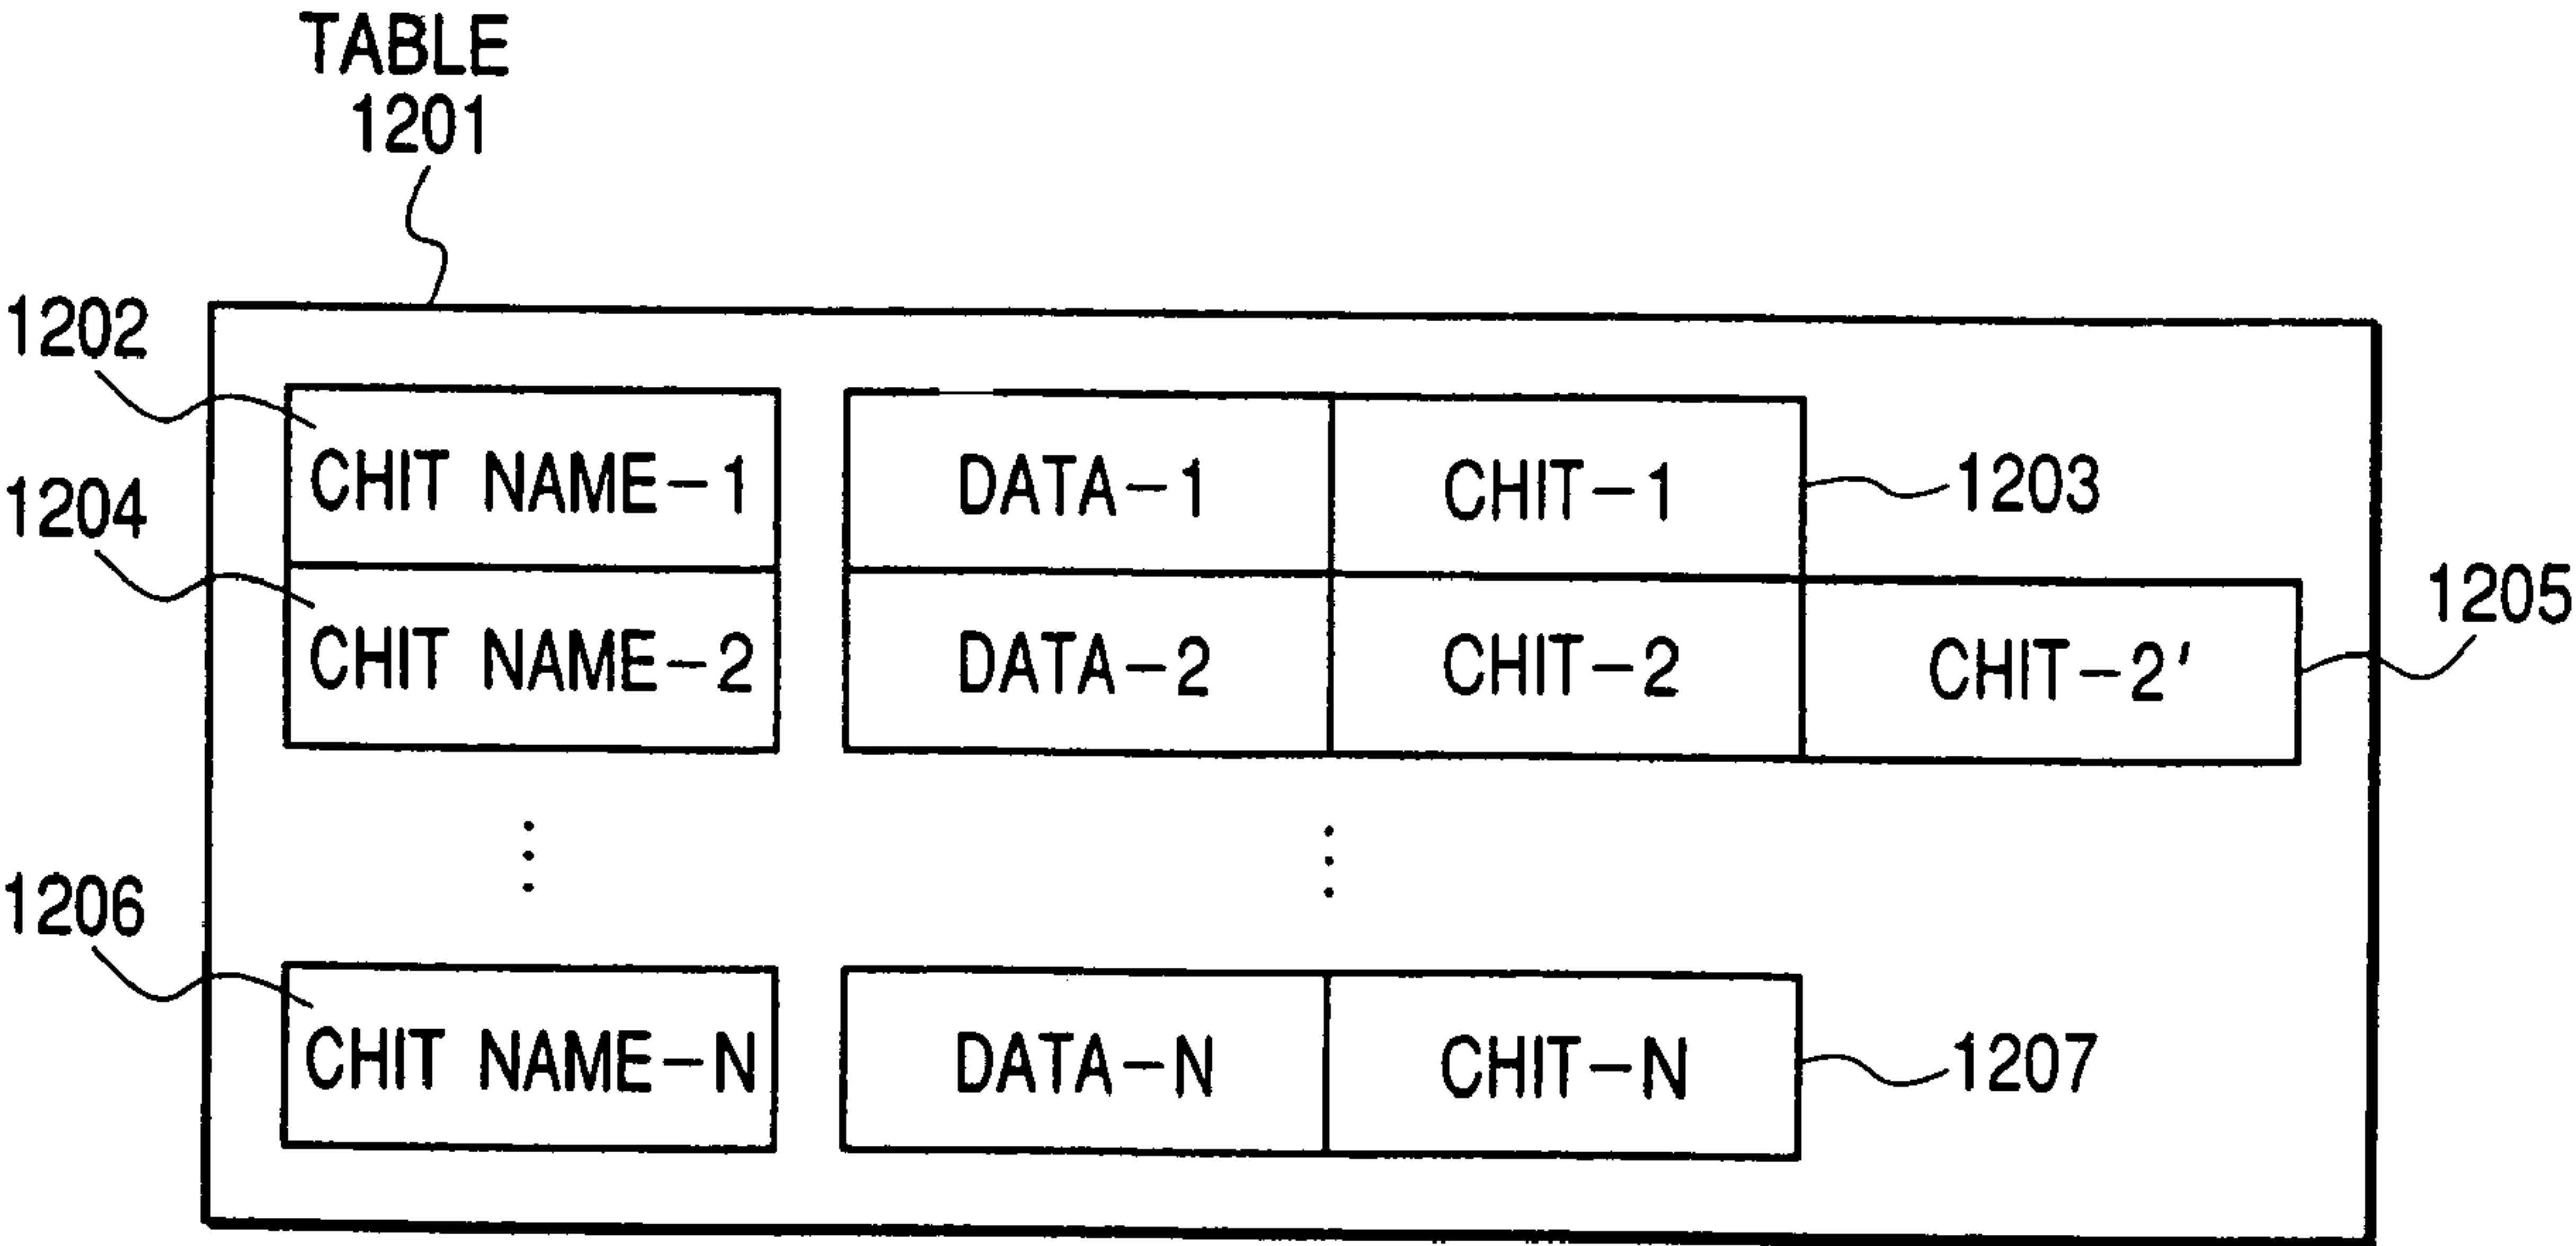 TABLE
1201
1202
CHIT NAME-1
DATA-1
CHIT-1
1203
1204
CHIT NAME-2
DATA-2
CHIT-2
CHIT-2'
1205
1206
CHIT NAME-N
DATA-N
CHIT-N
1207